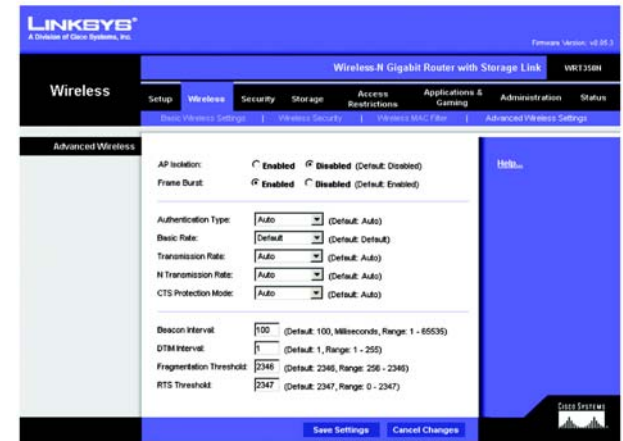 LINKSYS®
A Division of Cisco Systems, Inc.
Firmware Version: v0.05.3
Wireless-N Gigabit Router with Storage Link WRT350N
Wireless
Setup Wireless Security Storage Access Restrictions Applications & Gaming Administration Status
Basic Wireless Settings | Wireless Security | Wireless MAC Filter | Advanced Wireless Settings
Advanced Wireless
AP Isolation: Enabled Disabled (Default: Disabled)
Help...
Frame Burst: Enabled Disabled (Default: Enabled)
Authentication Type: Auto (Default: Auto)
Basic Rate: Default (Default: Default)
Transmission Rate: Auto (Default: Auto)
N Transmission Rate: Auto (Default: Auto)
CTS Protection Mode: Auto (Default: Auto)
Beacon Interval: 100 (Default: 100, Milliseconds, Range: 1 - 65535)
DTIM Interval: 1 (Default: 1, Range: 1 - 255)
Fragmentation Threshold: 2346 (Default: 2346, Range: 256 - 2346)
RTS Threshold: 2347 (Default: 2347, Range: 0 - 2347)
CISCO SYSTEMS
Save Settings Cancel Changes